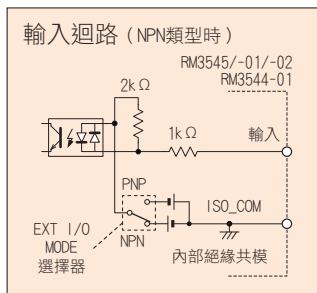 輸入迴路（NPN類型時）
RM3545/-01/-02
RM3544-01
2kΩ
1kΩ
輸入
PNP
ISO_COM
EXT I/O
MODE
選擇器
NPN
內部絕緣共模